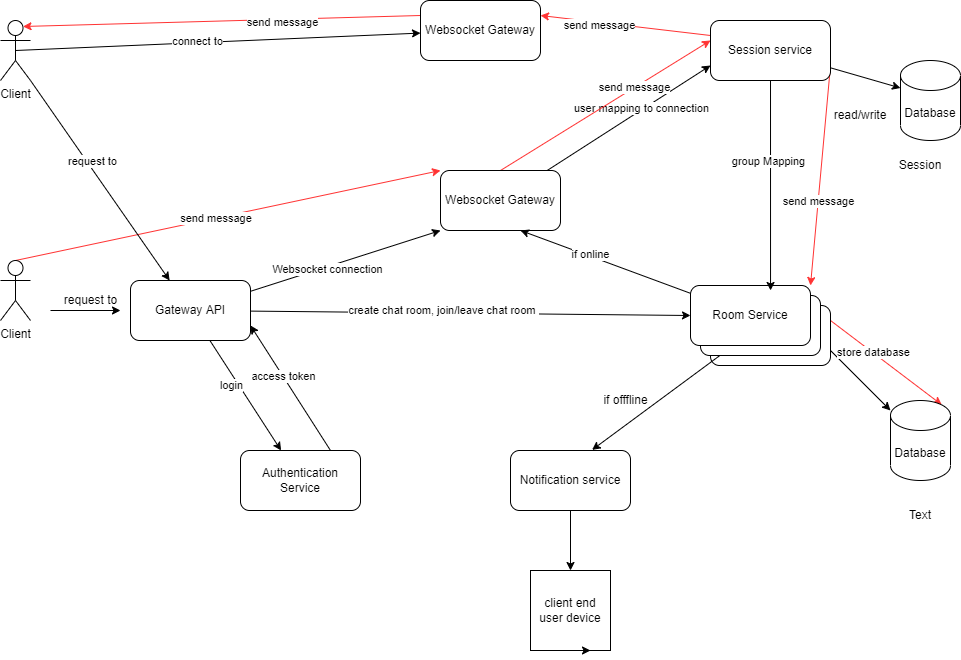 send message
Websocket Gateway
send message
connect to
Session service
Client
send message
user mapping to connection
Database
read/write
request to
group Mapping
Session
Websocket Gateway
send message
send message
if online
Websocket connection
Client
request to
Gateway API
create chat room, join/leave chat room
Room Service
store database
access token
login
if offfline
Database
Authentication
Service
Notification service
Text
client end
user device